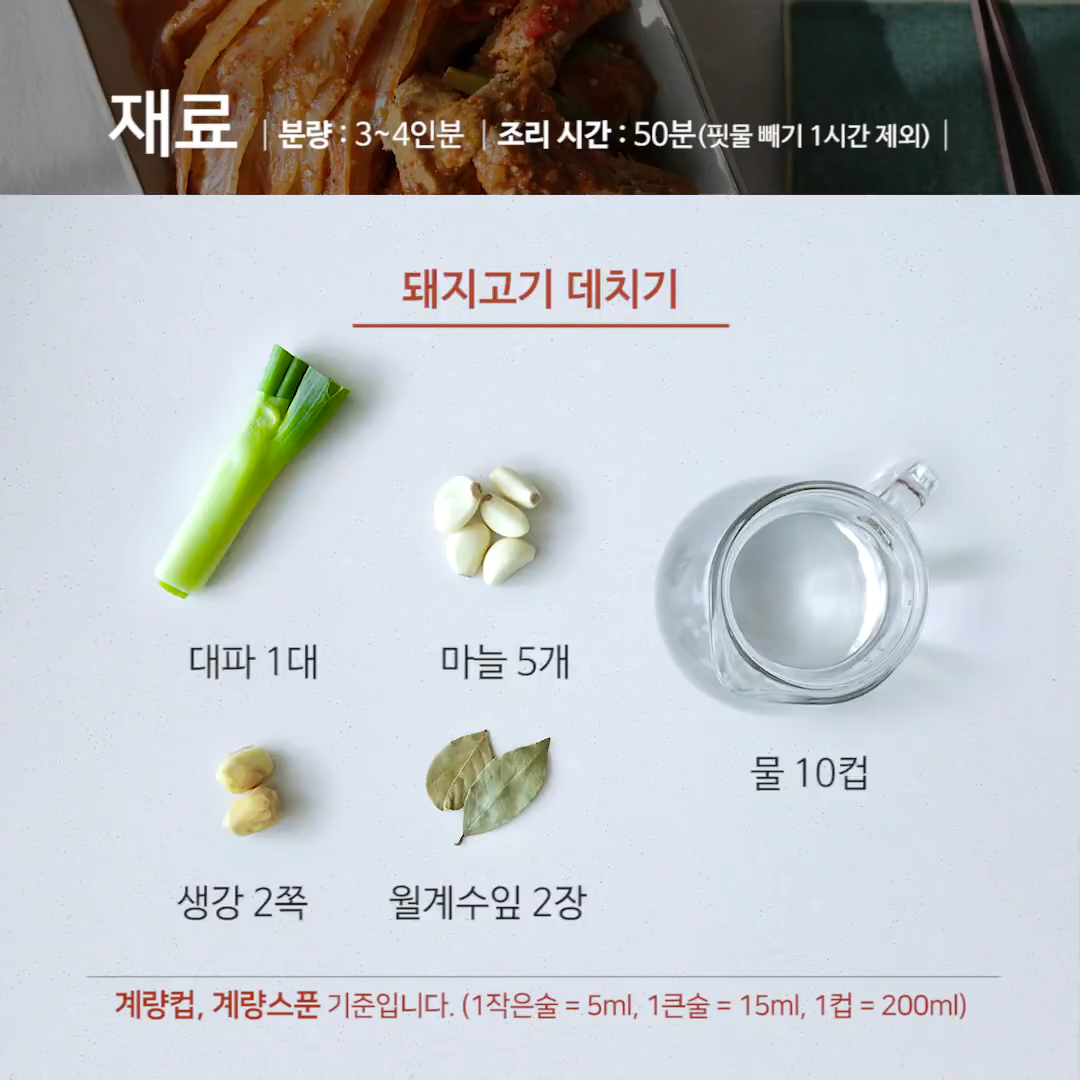 재료 | 분량 : 3~4인분 | 조리 시간 : 50분(핏물 빼기 1시간 제외) |
돼지고기 데치기
대파 1대
마늘 5개
물 10컵
생강 2쪽
월계수잎 2장
계량컵, 계량스푼 기준입니다. (1작은술 = 5ml, 1큰술 = 15ml, 1컵 = 200ml)